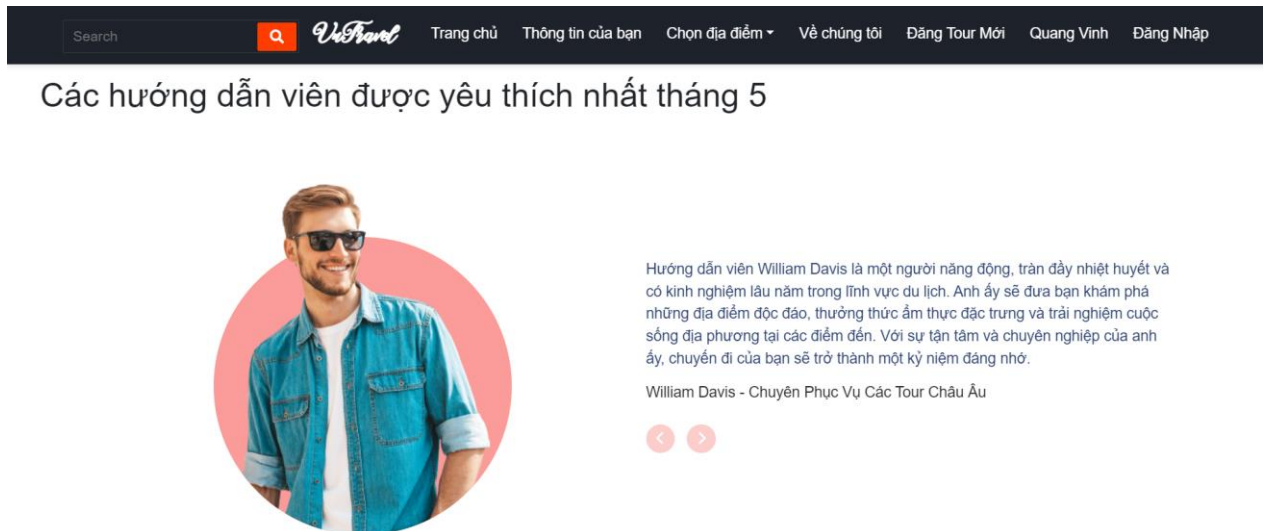 Search
VnTravel
Trang chủ
Thông tin của bạn
Chọn địa điểm
Về chúng tôi
Đăng Tour Mới
Quang Vinh
Đăng Nhập
Các hướng dẫn viên được yêu thích nhất tháng 5
Hướng dẫn viên William Davis là một người năng động, tràn đầy nhiệt huyết và
có kinh nghiệm lâu năm trong lĩnh vực du lịch. Anh ấy sẽ đưa bạn khám phá
những địa điểm độc đáo, thưởng thức ẩm thực đặc trưng và trải nghiệm cuộc
sống địa phương tại các điểm đến. Với sự tận tâm và chuyên nghiệp của anh
ấy, chuyến đi của bạn sẽ trở thành một kỷ niệm đáng nhớ.
William Davis - Chuyên Phục Vụ Các Tour Châu Âu